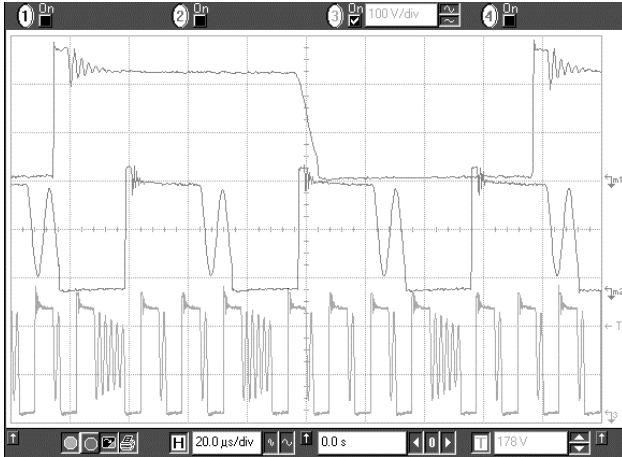 1 On 2 On 3 On 100 V/div 4 On
m1
m2
T
3
H 20.0 µs/div 0.0 s 0 T 178 V